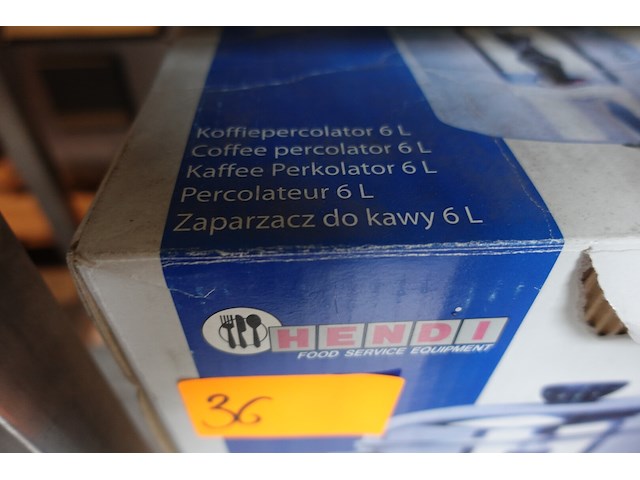 Koffiepercolator 6 L
Coffee percolator 6 L
Kaffee Perkolator 6 L
Percolateur 6 L
Zaparzacz do kawy 6 L
HENDI
FOOD SERVICE EQUIPMENT
36